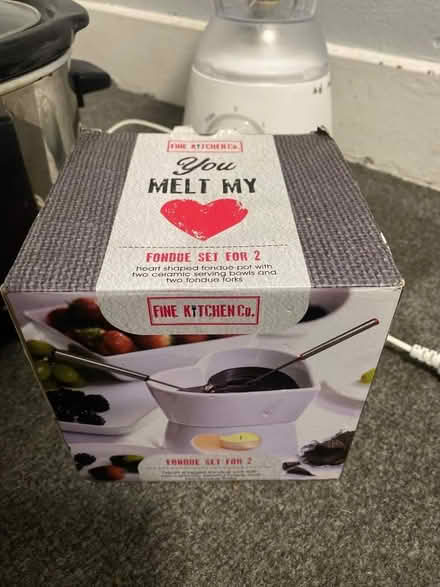 FINE KITCHEN Co.
You
MELT MY
FONDUE SET FOR 2
heart shaped fondue pot with
two ceramic serving bowls and
two fondue forks
FINE KITCHEN Co.
FONDUE SET FOR 2